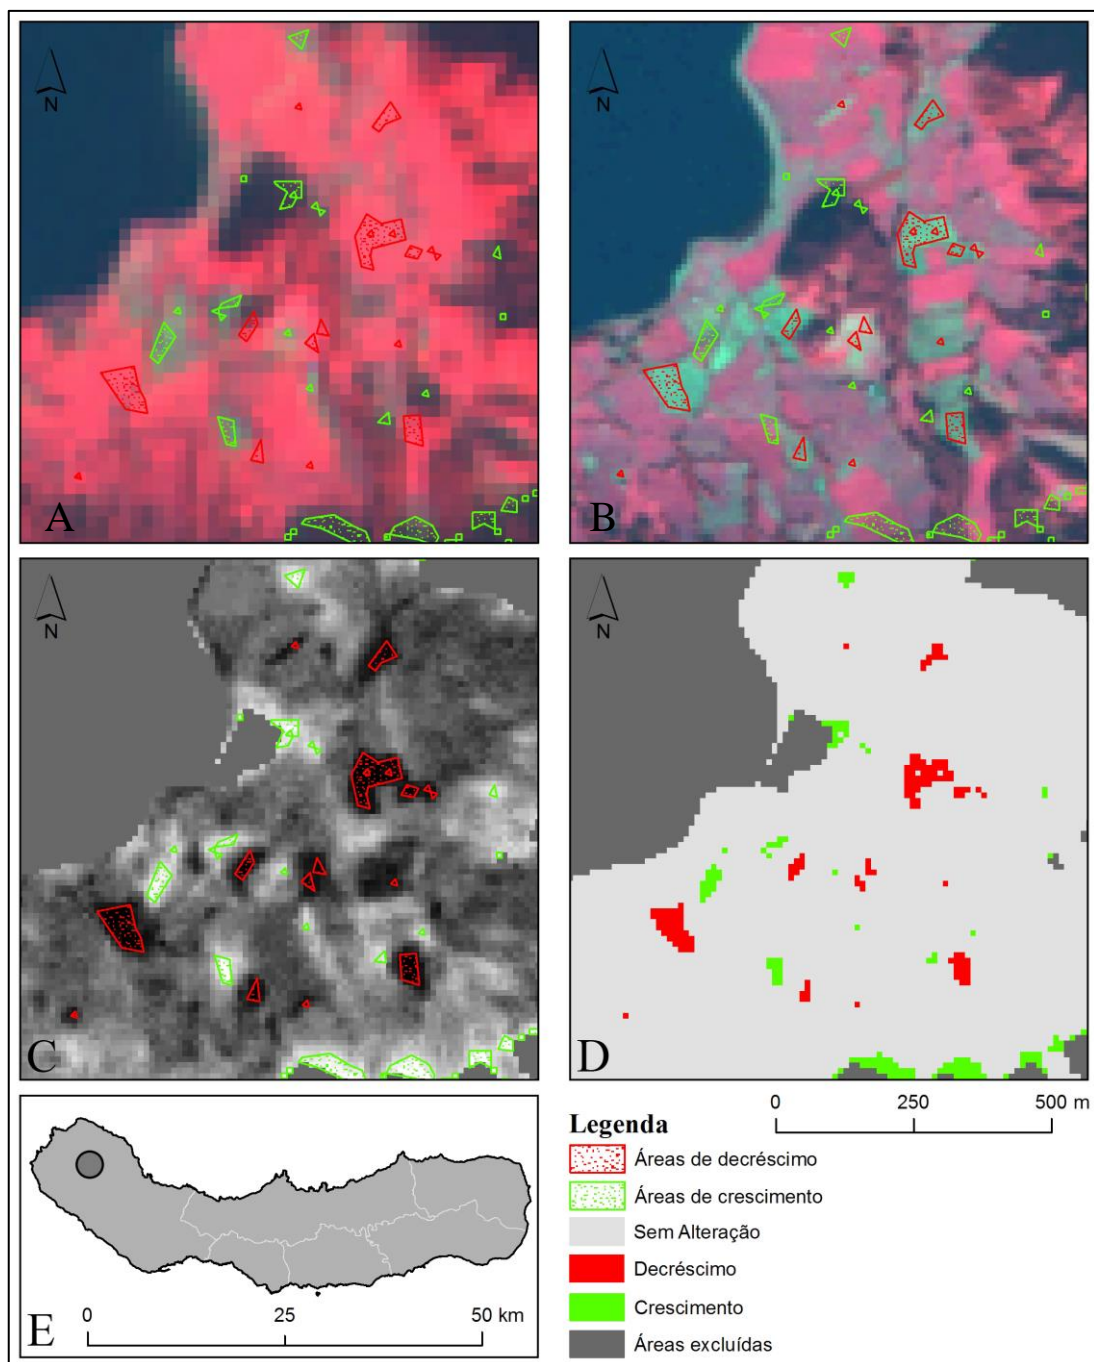 N
A
N
B
N
C
N
D
0 250 500 m
E
0 25 50 km
Legenda
Áreas de decréscimo
Áreas de crescimento
Sem Alteração
Decréscimo
Crescimento
Áreas excluídas